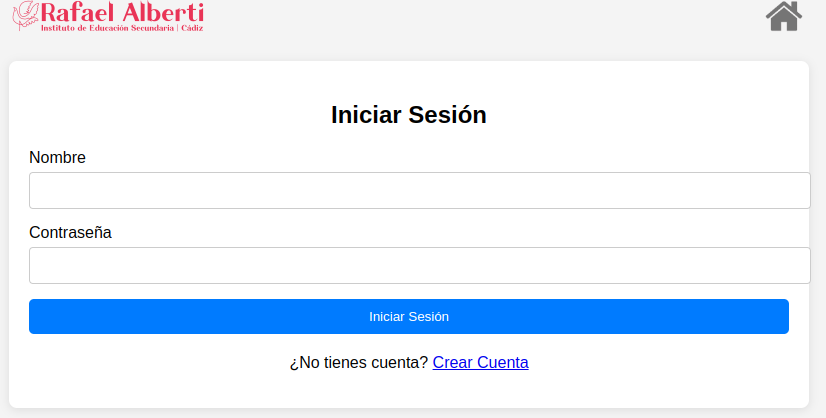 Rafael Alberti
Instituto de Educación Secundaria | Cádiz
Iniciar Sesión
Nombre
Contraseña
Iniciar Sesión
¿No tienes cuenta? Crear Cuenta